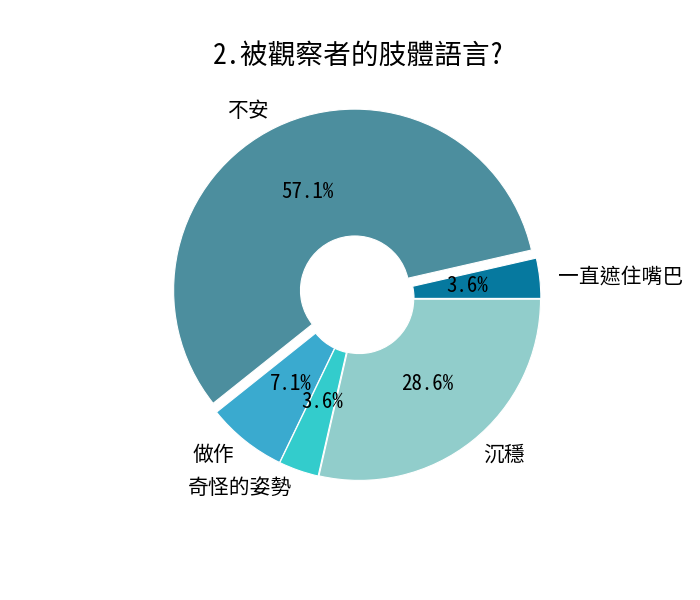 2.被觀察者的肢體語言?
不安
57.1%
一直遮住嘴巴
3.6%
7.1%
3.6%
28.6%
做作
沉穩
奇怪的姿勢